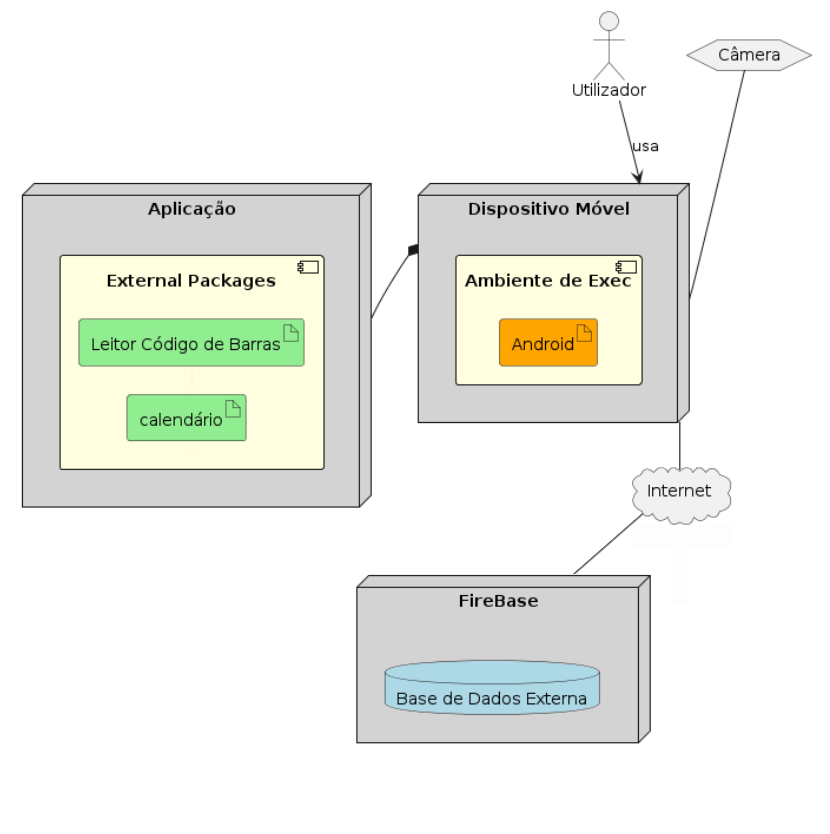 Utilizador
Câmera
usa
Aplicação
External Packages
Leitor Código de Barras
calendário
Dispositivo Móvel
Ambiente de Exec
Android
Internet
FireBase
Base de Dados Externa